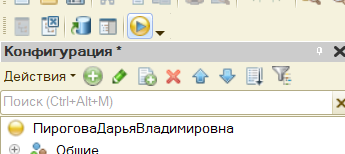 Конфигурация *
Действия
Поиск (Ctrl+Alt+M)
ПироговаДарьяВладимировна
Общие